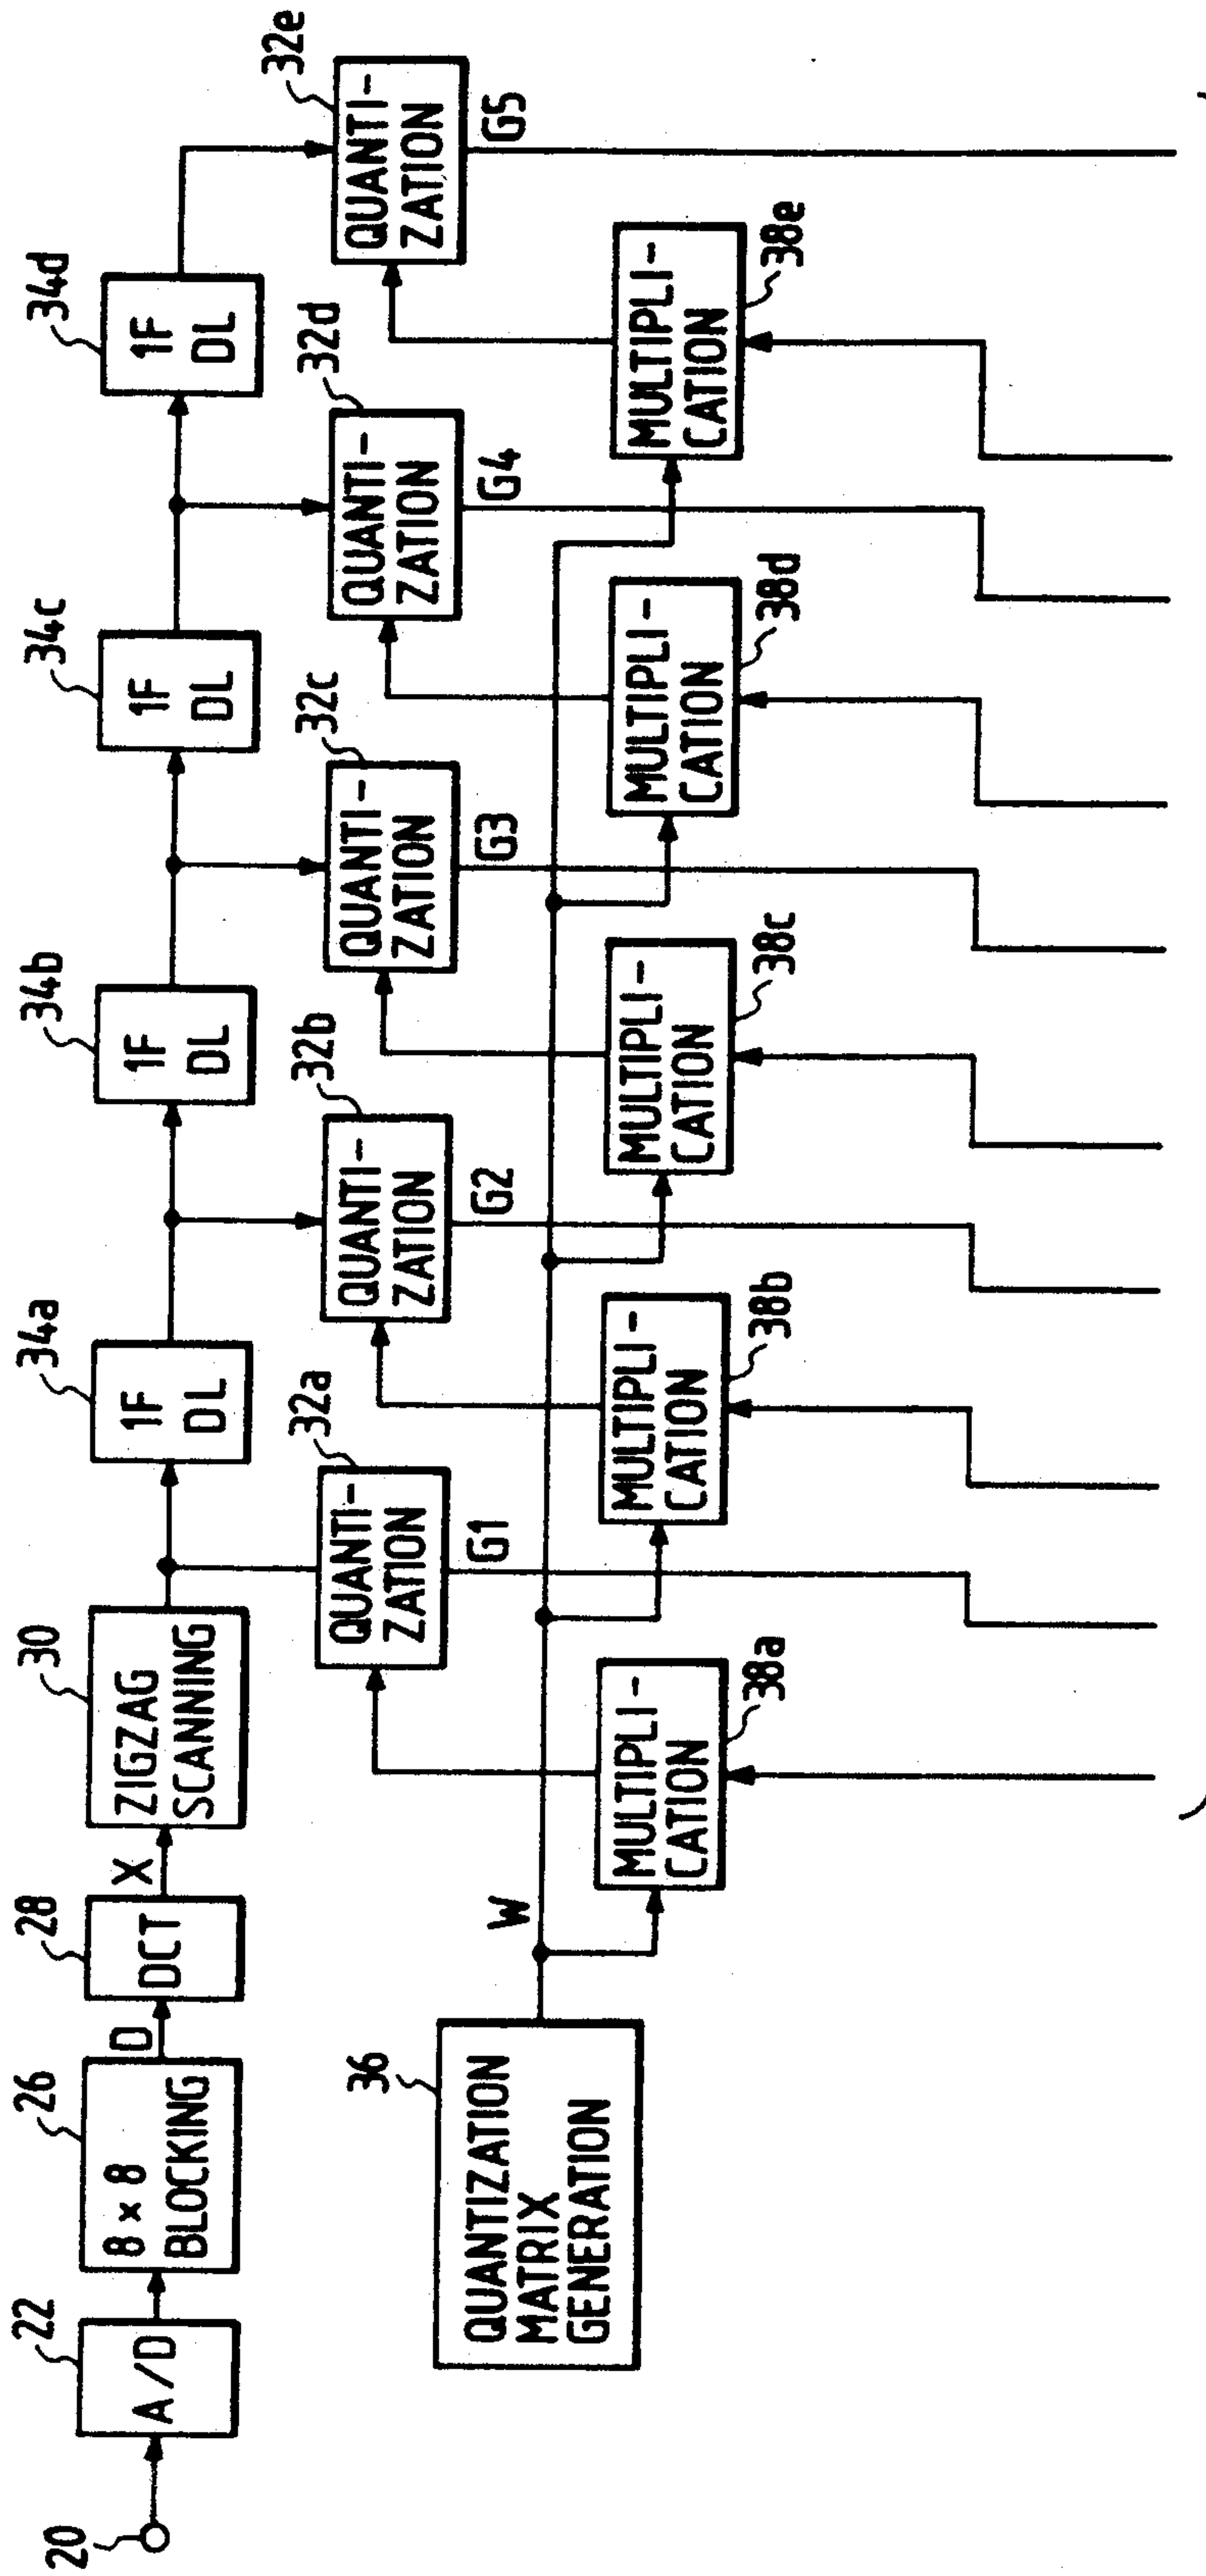 20
22
A/D
26
8 × 8
BLOCKING
D
28
DCT
X
30
ZIGZAG
SCANNING
34a
1F
DL
34b
1F
DL
34c
1F
DL
34d
1F
DL
32a
QUANTI-
ZATION
G1
32b
QUANTI-
ZATION
G2
32c
QUANTI-
ZATION
G3
32d
QUANTI-
ZATION
G4
32e
QUANTI-
ZATION
G5
36
QUANTIZATION
MATRIX
GENERATION
W
MULTIPLI-
CATION
38a
MULTIPLI-
CATION
38b
MULTIPLI-
CATION
38c
MULTIPLI-
CATION
38d
MULTIPLI-
CATION
38e